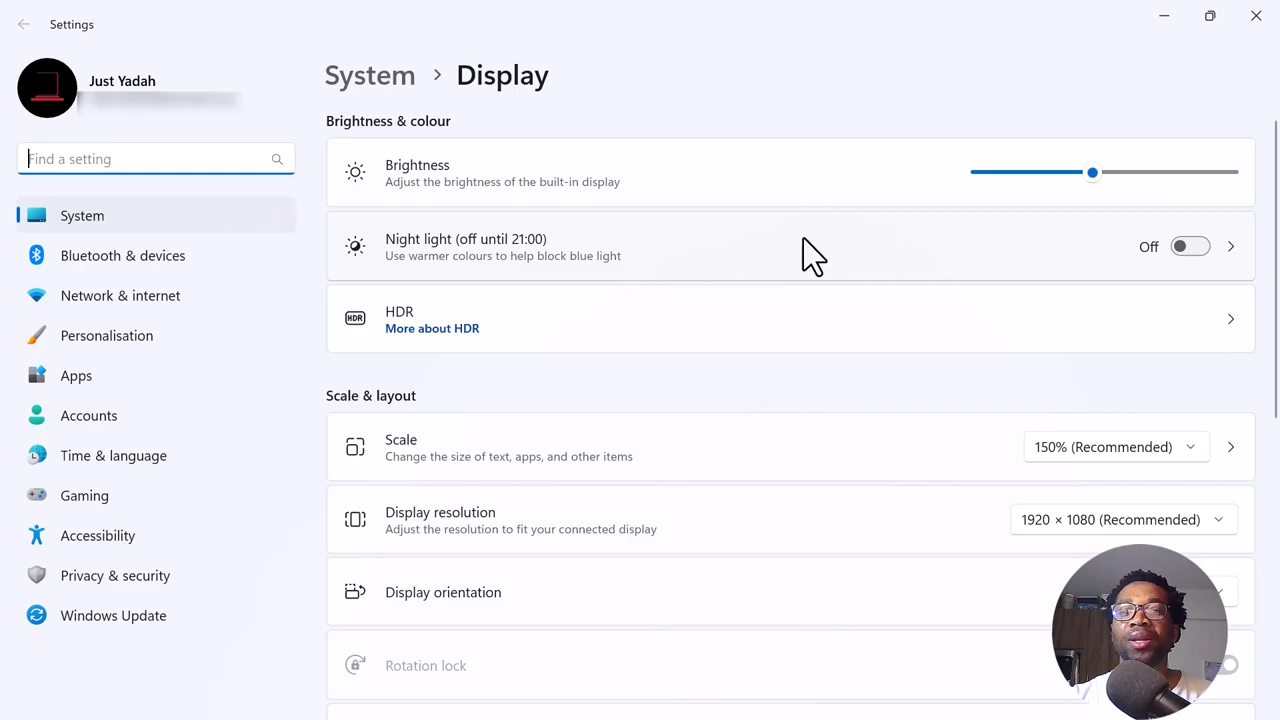 Settings
Just Yadah
Find a setting
System
Bluetooth & devices
Network & internet
Personalisation
Apps
Accounts
Time & language
Gaming
Accessibility
Privacy & security
Windows Update
System > Display
Brightness & colour
Brightness
Adjust the brightness of the built-in display
Night light (off until 21:00)
Use warmer colours to help block blue light
Off
HDR
HDR
More about HDR
Scale & layout
Scale
Change the size of text, apps, and other items
150% (Recommended)
Display resolution
Adjust the resolution to fit your connected display
1920 × 1080 (Recommended)
Display orientation
Rotation lock